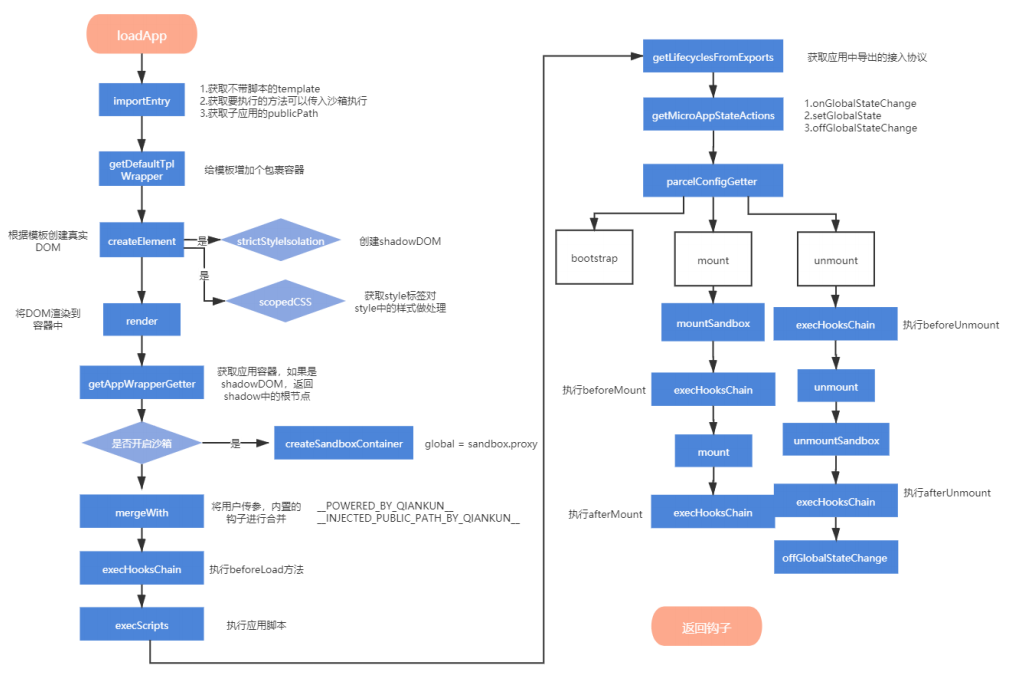 loadApp
importEntry
1.获取不带脚本的template
2.获取要执行的方法可以传入沙箱执行
3.获取子应用的publicPath
getDefaultTpl
Wrapper
给模板增加个包裹容器
根据模板创建真实
DOM
createElement
是
strictStyleIsolation
创建shadowDOM
是
scopedCSS
获取style标签对
style中的样式做处理
将DOM渲染到
容器中
render
getAppWrapperGetter
获取应用容器，如果是
shadowDOM，返回
shadow中的根节点
是否开启沙箱
是
createSandboxContainer
global = sandbox.proxy
mergeWith
将用户传参，内置的
钩子进行合并
__POWERED_BY_QIANKUN__
__INJECTED_PUBLIC_PATH_BY_QIANKUN__
execHooksChain
执行beforeLoad方法
execScripts
执行应用脚本
getLifecyclesFromExports
获取应用中导出的接入协议
getMicroAppStateActions
1.onGlobalStateChange
2.setGlobalState
3.offGlobalStateChange
parcelConfigGetter
bootstrap
mount
unmount
mountSandbox
execHooksChain
执行beforeUnmount
执行beforeMount
execHooksChain
unmount
mount
unmountSandbox
执行afterMount
execHooksChain
execHooksChain
执行afterUnmount
offGlobalStateChange
返回钩子